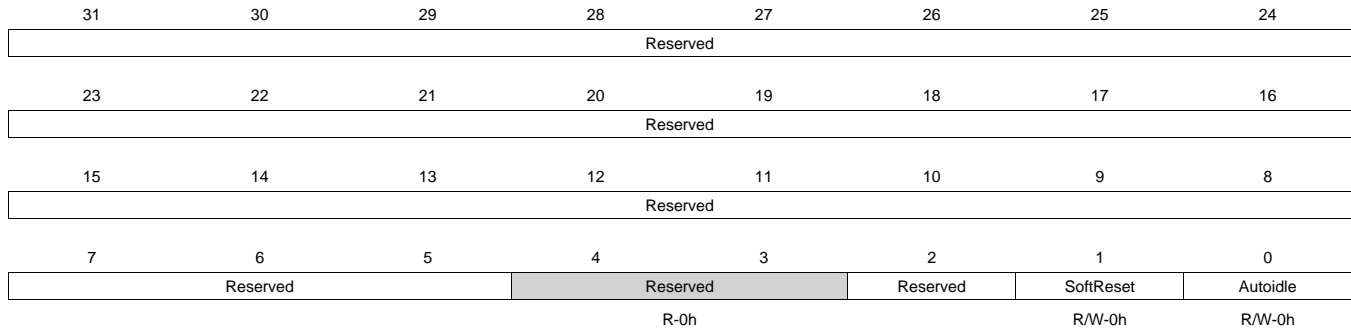 31 30 29 28 27 26 25 24
Reserved
23 22 21 20 19 18 17 16
Reserved
15 14 13 12 11 10 9 8
Reserved
7 6 5 4 3 2 1 0
Reserved Reserved Reserved SoftReset Autoidle
R-0h R/W-0h R/W-0h